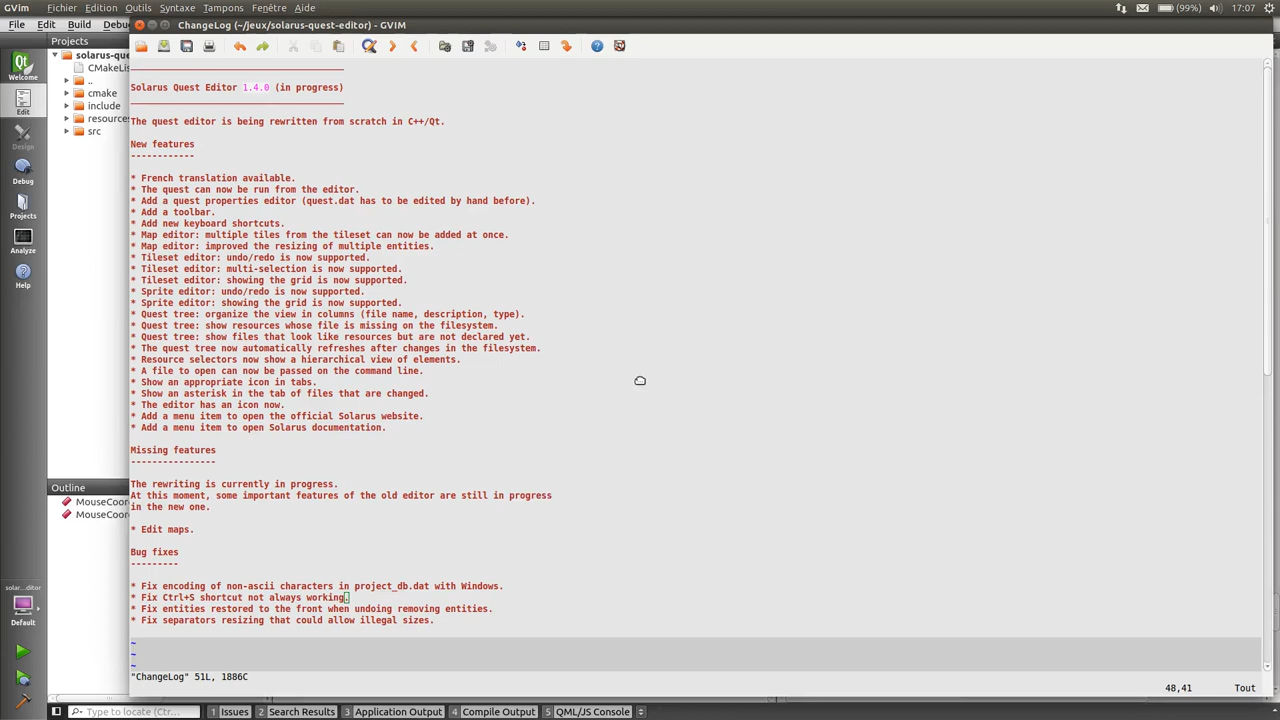 GVim Fichier Edition Outils Syntaxe Tampons Fenêtre Aide (99%) 17:07
File Edit Build Debu
ChangeLog (~/jeux/solarus-quest-editor) - GVIM
Projects
solarus-que
CMakeLis
..
cmake
include
resources
src
Welcome
Edit
Design
Debug
Projects
Analyze
Help
Solarus Quest Editor 1.4.0 (in progress)
The quest editor is being rewritten from scratch in C++/Qt.
New features
------------
* French translation available.
* The quest can now be run from the editor.
* Add a quest properties editor (quest.dat has to be edited by hand before).
* Add a toolbar.
* Add new keyboard shortcuts.
* Map editor: multiple tiles from the tileset can now be added at once.
* Map editor: improved the resizing of multiple entities.
* Tileset editor: undo/redo is now supported.
* Tileset editor: multi-selection is now supported.
* Tileset editor: showing the grid is now supported.
* Sprite editor: undo/redo is now supported.
* Sprite editor: showing the grid is now supported.
* Quest tree: organize the view in columns (file name, description, type).
* Quest tree: show resources whose file is missing on the filesystem.
* Quest tree: show files that look like resources but are not declared yet.
* The quest tree now automatically refreshes after changes in the filesystem.
* Resource selectors now show a hierarchical view of elements.
* A file to open can now be passed on the command line.
* Show an appropriate icon in tabs.
* Show an asterisk in the tab of files that are changed.
* The editor has an icon now.
* Add a menu item to open the official Solarus website.
* Add a menu item to open Solarus documentation.
Missing features
----------------
The rewriting is currently in progress.
At this moment, some important features of the old editor are still in progress
in the new one.
* Edit maps.
Bug fixes
---------
* Fix encoding of non-ascii characters in project_db.dat with Windows.
* Fix Ctrl+S shortcut not always working.
* Fix entities restored to the front when undoing removing entities.
* Fix separators resizing that could allow illegal sizes.
~
~
~
"ChangeLog" 51L, 1886C
48,41 Tout
Outline
MouseCoor
MouseCoor
solar...ditor
Default
Type to locate (Ctrl... 1 Issues 2 Search Results 3 Application Output 4 Compile Output 5 QML/JS Console